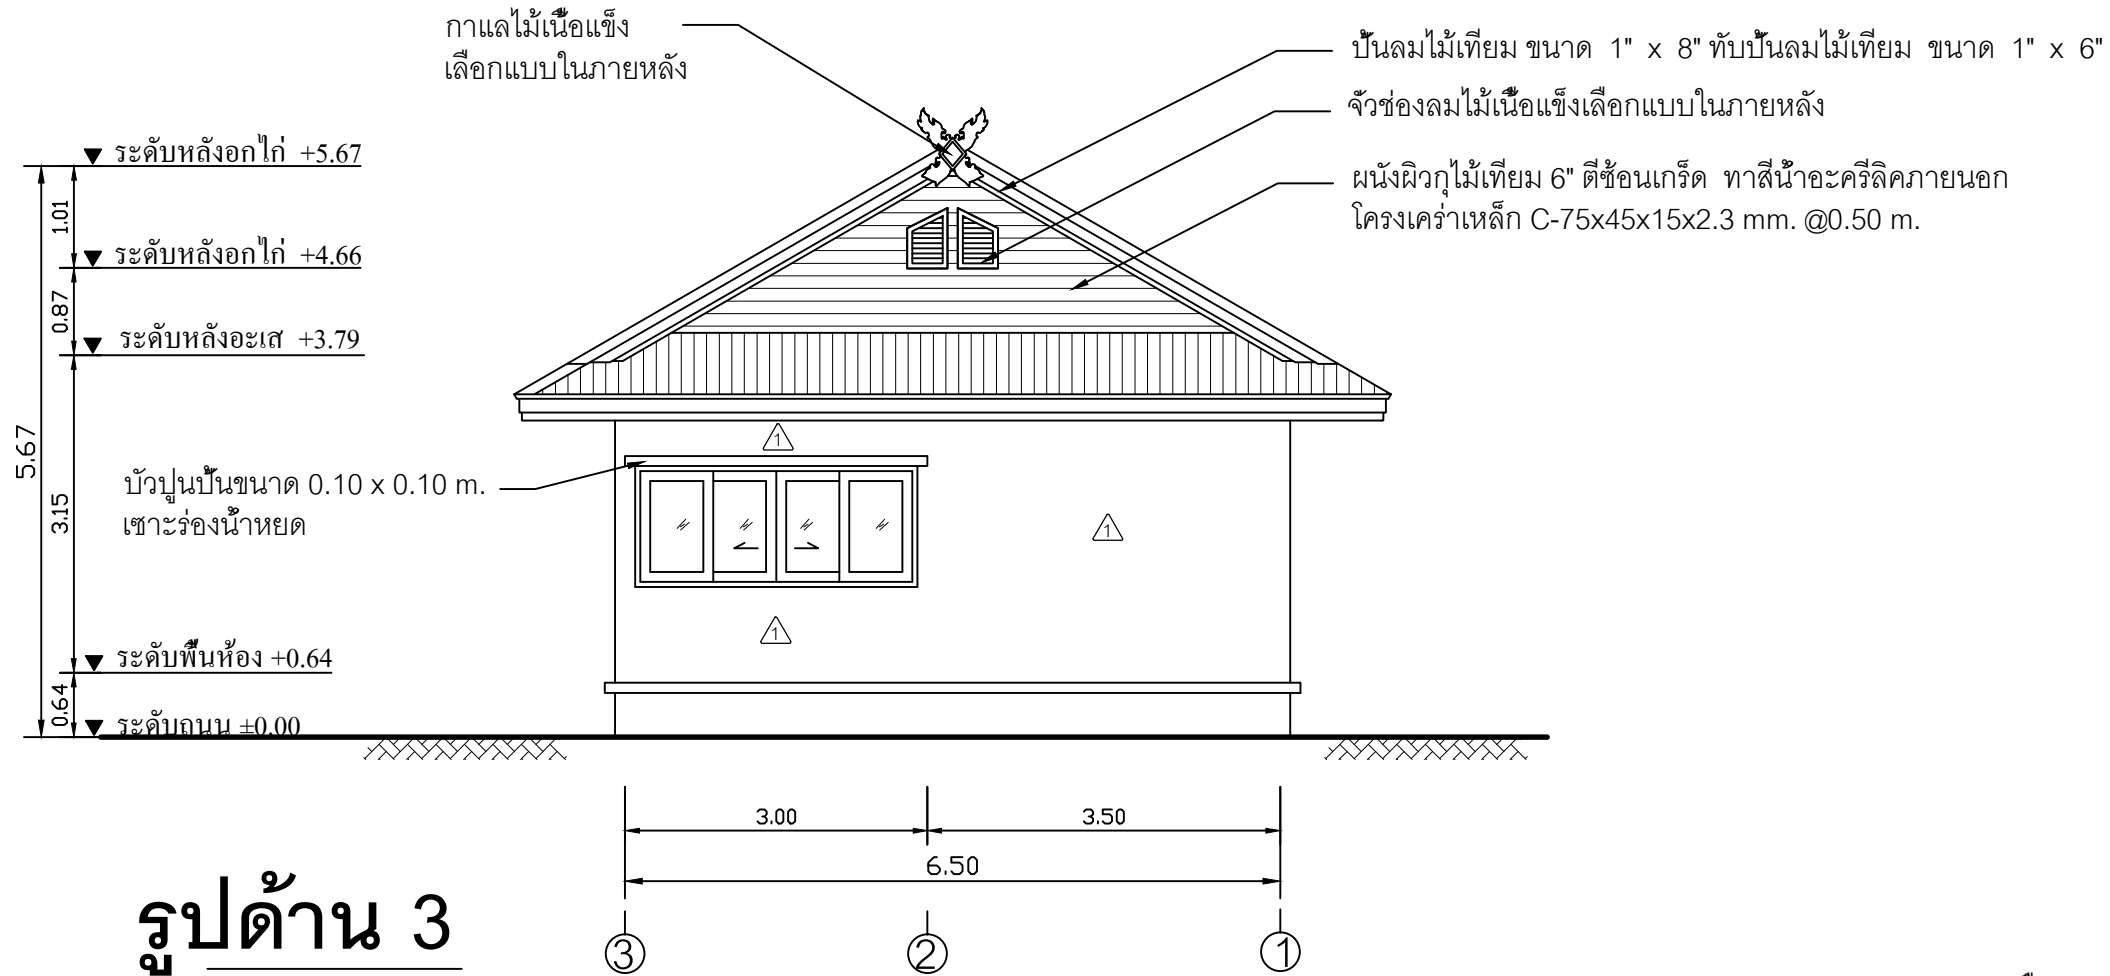 กาแลไม้เนื้อแข็ง
เลือกแบบในภายหลัง
ปั้นลมไม้เทียม ขนาด 1" x 8" ทับปั้นลมไม้เทียม ขนาด 1" x 6"
จั่วช่องลมไม้เนื้อแข็งเลือกแบบในภายหลัง
ผนังผิวกรุไม้เทียม 6" ตีซ้อนเกร็ด ทาสีน้ำอะครีลิคภายนอก
โครงเคร่าเหล็ก C-75x45x15x2.3 mm. @0.50 m.
ระดับหลังอกไก่ +5.67
1.01
ระดับหลังอกไก่ +4.66
0.87
ระดับหลังอะเส +3.79
5.67
3.15
บัวปูนปั้นขนาด 0.10 x 0.10 m.
เซาะร่องน้ำหยด
1
1
1
ระดับพื้นห้อง +0.64
0.64
ระดับถนน ±0.00
3.00
3.50
6.50
รูปด้าน 3
3
2
1